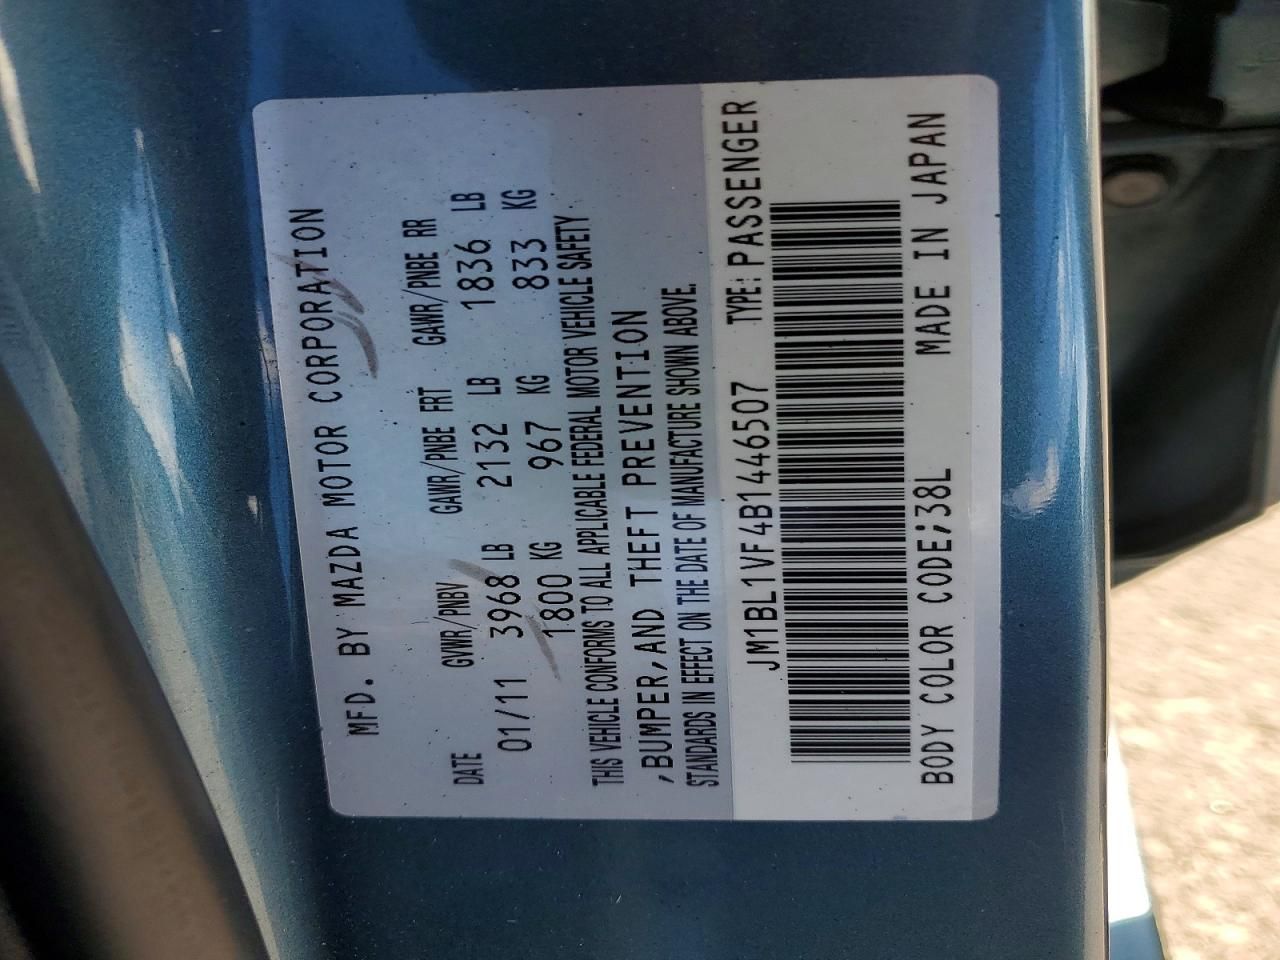 MFD. BY MAZDA MOTOR CORPORATION
DATE GVWR/PNBV GAWR/PNBE FRT GAWR/PNBE RR
01/11 3968 LB 2132 LB 1836 LB
1800 KG 967 KG 833 KG
THIS VEHICLE CONFORMS TO ALL APPLICABLE FEDERAL MOTOR VEHICLE SAFETY
,BUMPER,AND THEFT PREVENTION
STANDARDS IN EFFECT ON THE DATE OF MANUFACTURE SHOWN ABOVE.
JM1BL1VF4B1446507 TYPE:PASSENGER
BODY COLOR CODE:38L MADE IN JAPAN